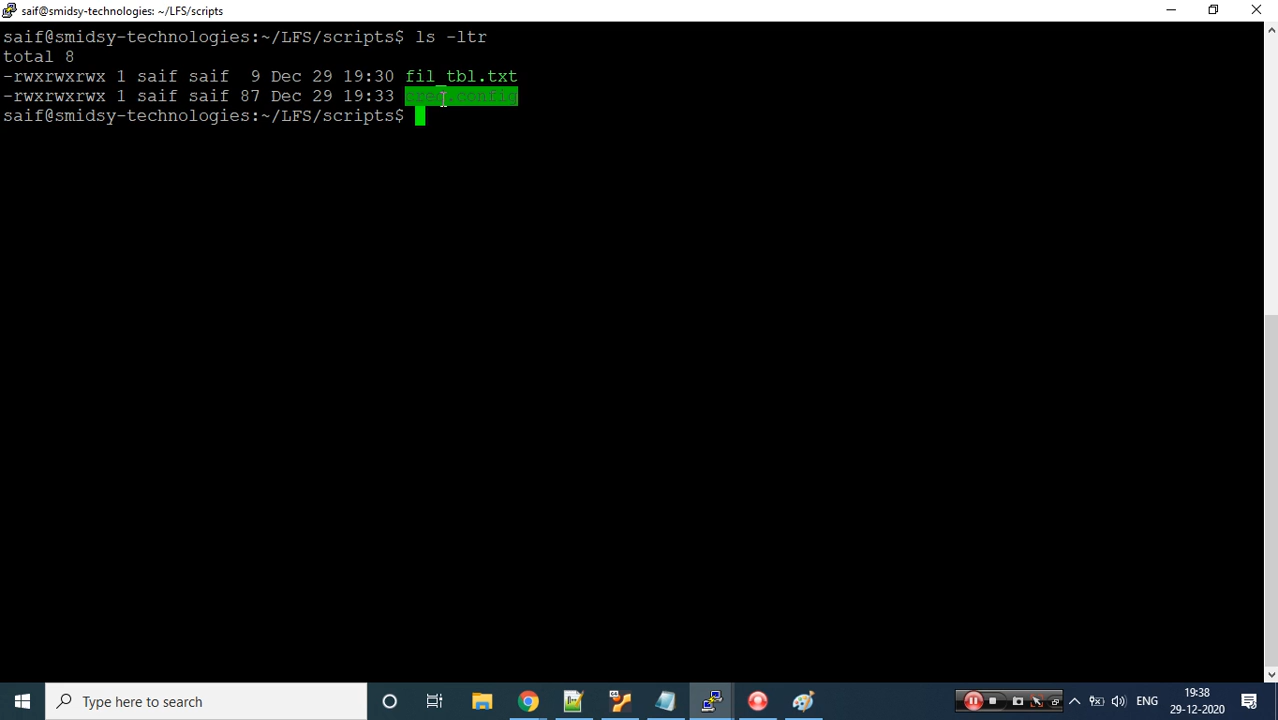 saif@smidsy-technologies: ~/LFS/scripts
saif@smidsy-technologies:~/LFS/scripts$ ls -ltr
total 8
-rwxrwxrwx 1 saif saif  9 Dec 29 19:30 fil_tbl.txt
-rwxrwxrwx 1 saif saif 87 Dec 29 19:33 cred.config
saif@smidsy-technologies:~/LFS/scripts$
Type here to search
ENG
19:38
29-12-2020